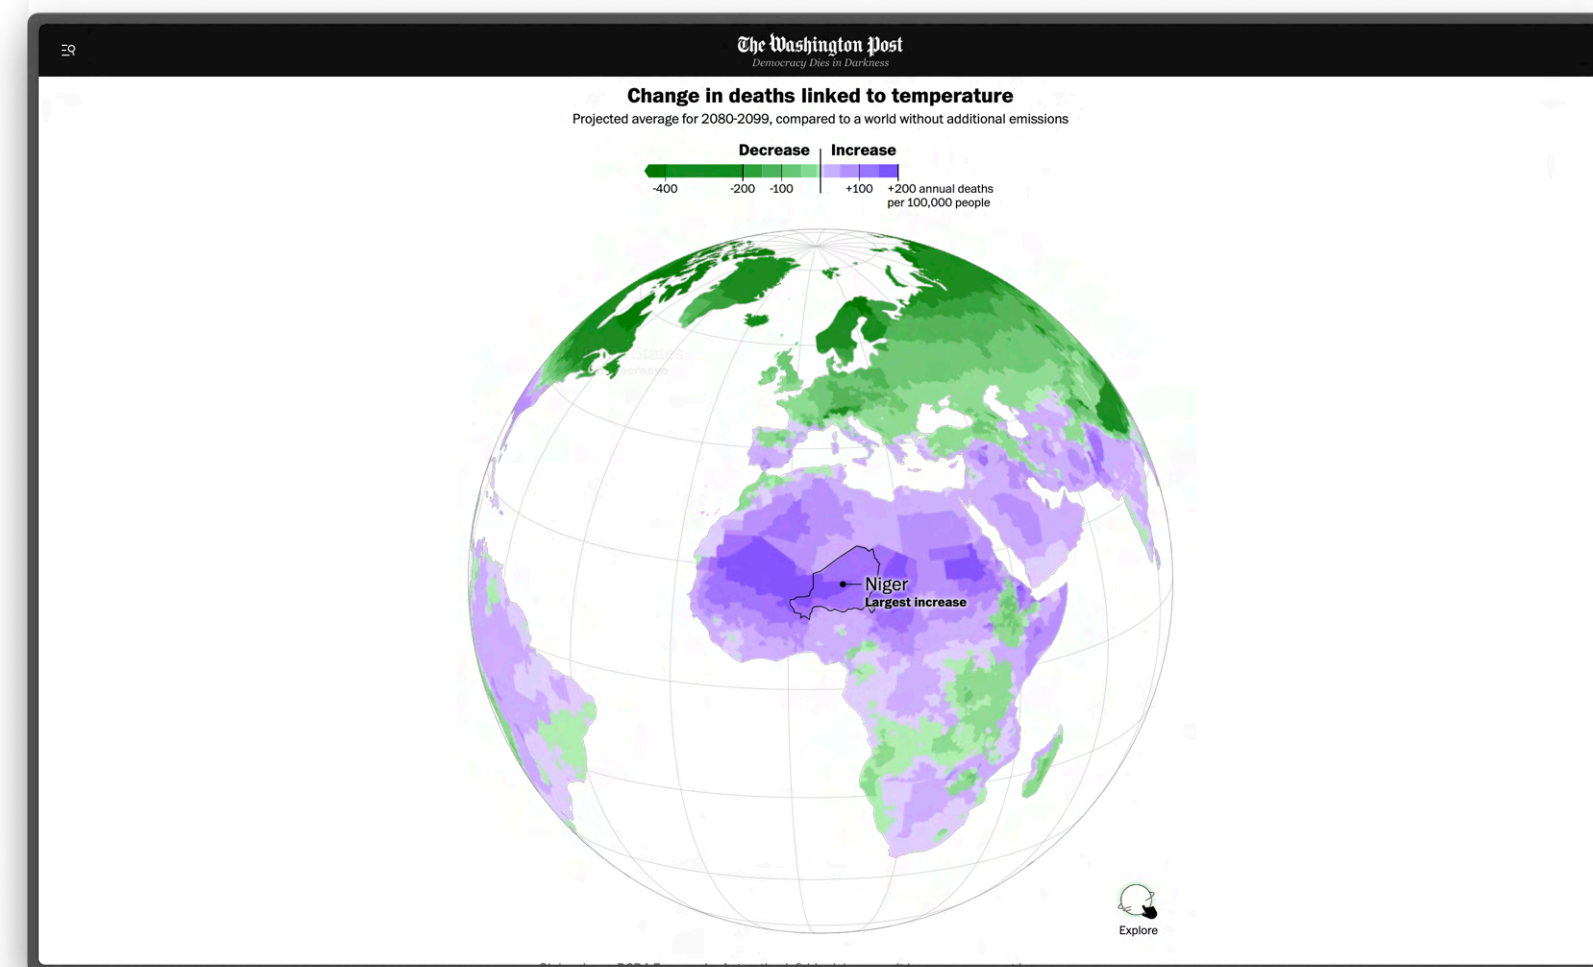 The Washington Post
Democracy Dies in Darkness
Change in deaths linked to temperature
Projected average for 2080-2099, compared to a world without additional emissions
Decrease Increase
-400 -200 -100 +100 +200 annual deaths
per 100,000 people
States
Niger
Largest increase
Explore